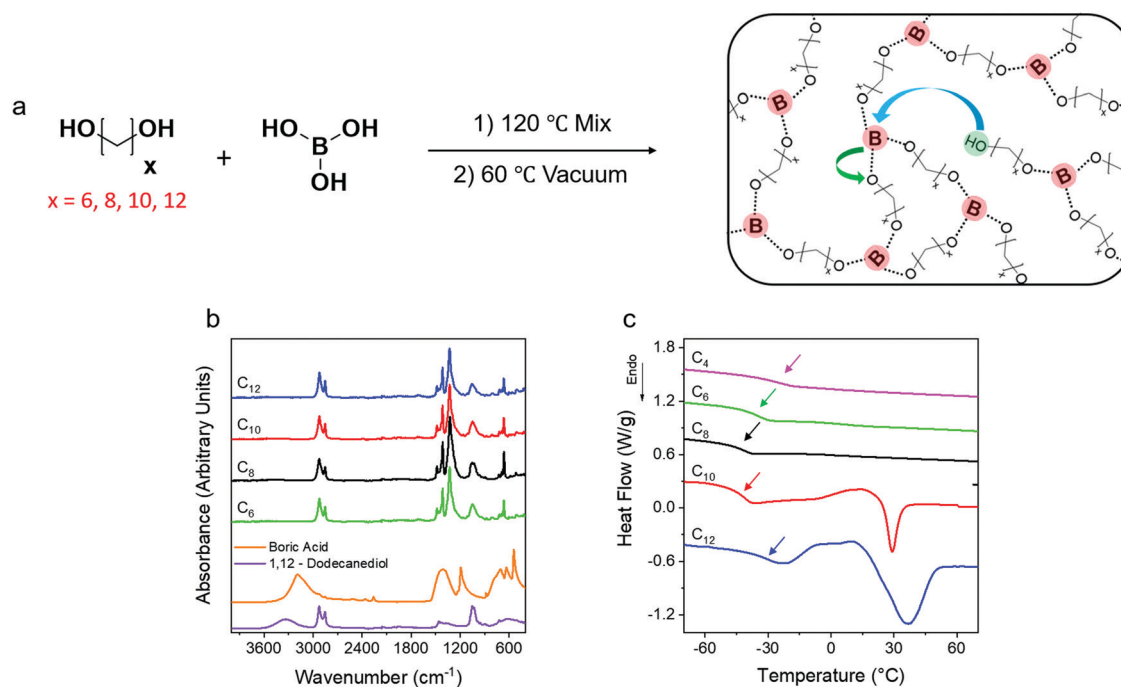 a
HO OH
x
x = 6, 8, 10, 12
+
HO OH
B
OH
1) 120 °C Mix
2) 60 °C Vacuum
B
O
O
O
x
B
HO
b
Absorbance (Arbitrary Units)
C12
C10
C8
C6
Boric Acid
1,12 - Dodecanediol
3600 3000 2400 1800 1200 600
Wavenumber (cm-1)
c
Heat Flow (W/g)
Endo
1.8
1.2
0.6
0.0
-0.6
-1.2
C4
C6
C8
C10
C12
-60 -30 0 30 60
Temperature (°C)